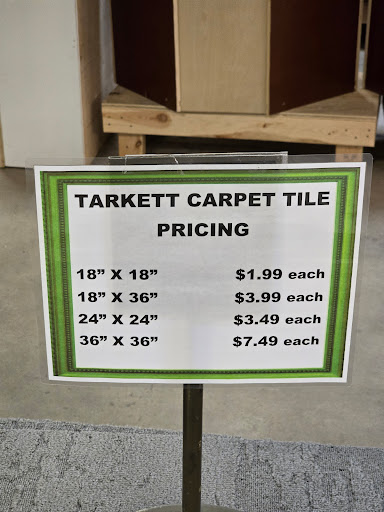 TARKETT CARPET TILE
PRICING
18” X 18” $1.99 each
18” X 36” $3.99 each
24” X 24” $3.49 each
36” X 36” $7.49 each